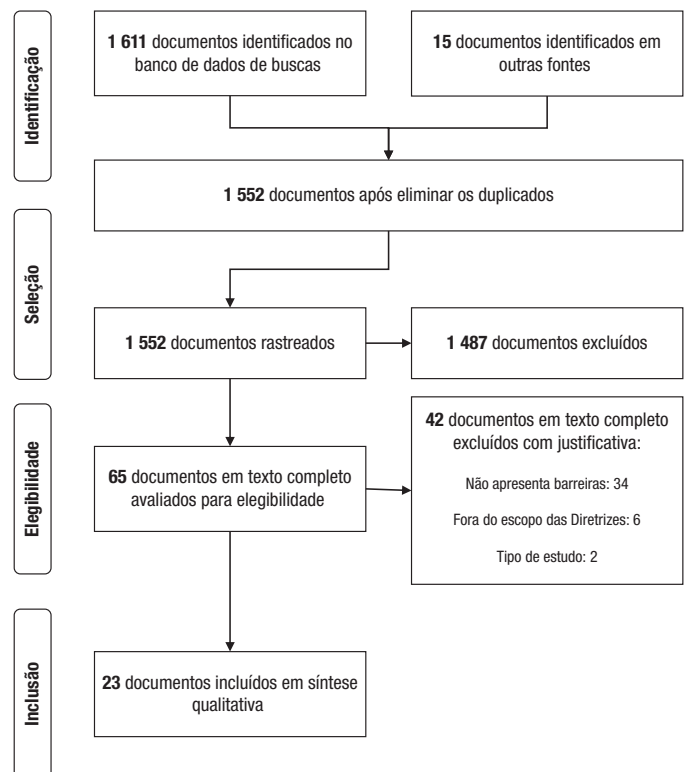 Identificação
1 611 documentos identificados no
banco de dados de buscas
15 documentos identificados em
outras fontes
1 552 documentos após eliminar os duplicados
Seleção
1 552 documentos rastreados
1 487 documentos excluídos
Elegibilidade
65 documentos em texto completo
avaliados para elegibilidade
42 documentos em texto completo
excluídos com justificativa:
Não apresenta barreiras: 34
Fora do escopo das Diretrizes: 6
Tipo de estudo: 2
Inclusão
23 documentos incluídos em síntese
qualitativa